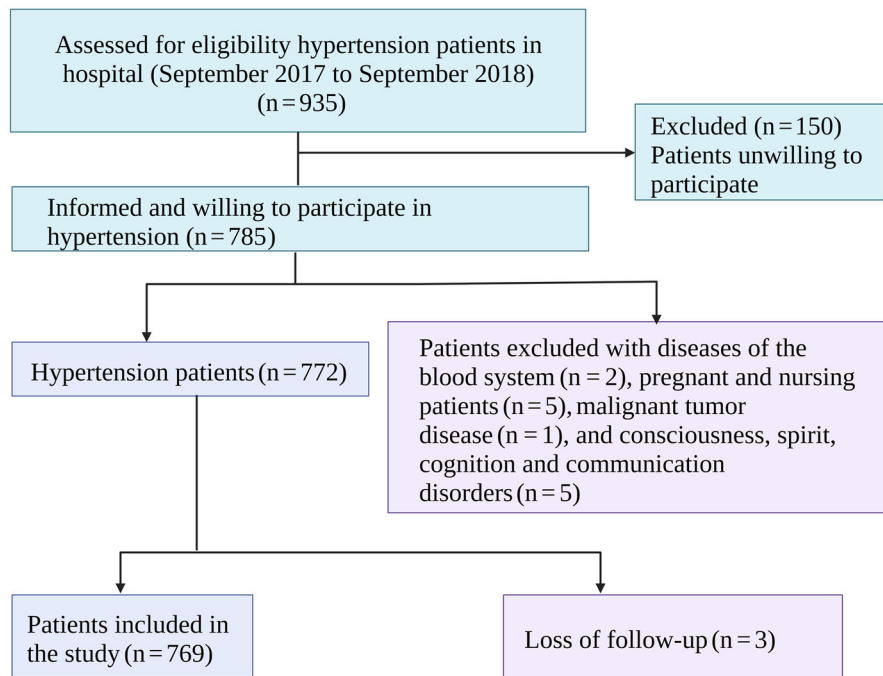 Assessed for eligibility hypertension patients in
hospital (September 2017 to September 2018)
(n=935)
Excluded (n=150)
Patients unwilling to
participate
Informed and willing to participate in
hypertension (n=785)
Hypertension patients (n=772)
Patients excluded with diseases of the
blood system (n=2), pregnant and nursing
patients (n=5), malignant tumor
disease (n=1), and consciousness, spirit,
cognition and communication
disorders (n=5)
Patients included in
the study (n=769)
Loss of follow-up (n=3)